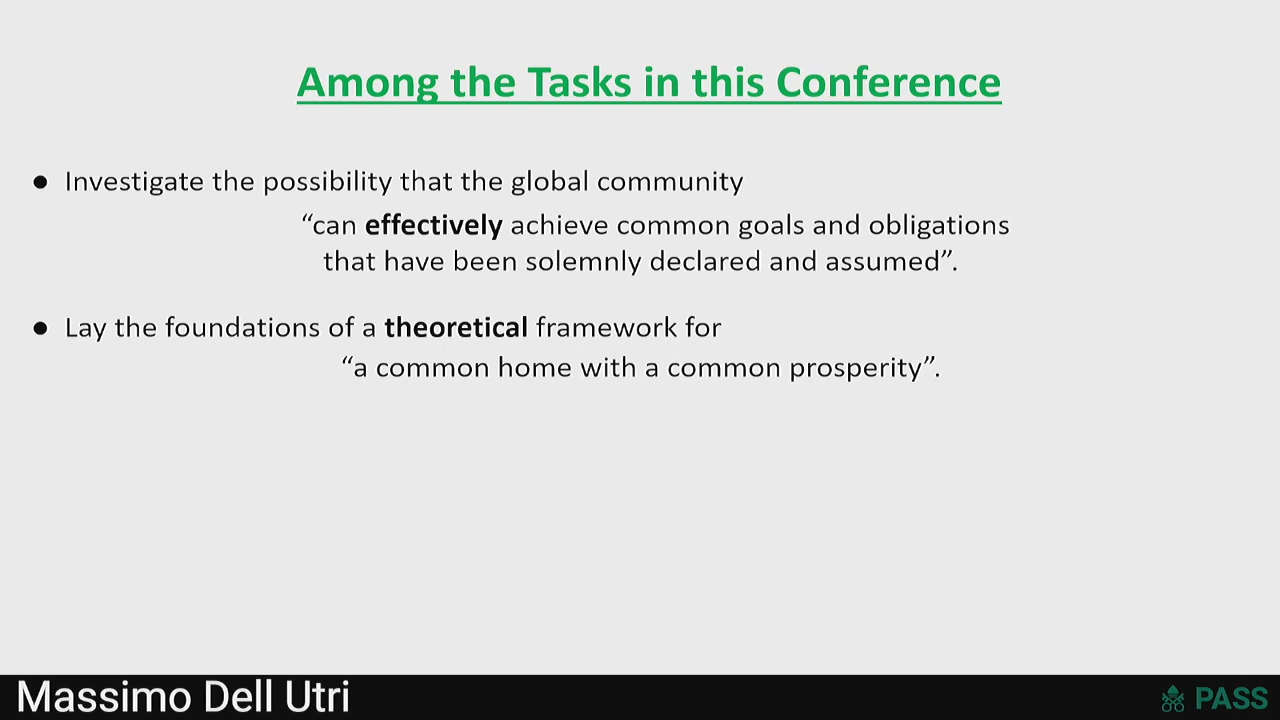 Among the Tasks in this Conference
● Investigate the possibility that the global community
“can effectively achieve common goals and obligations
that have been solemnly declared and assumed”.
● Lay the foundations of a theoretical framework for
“a common home with a common prosperity”.
Massimo Dell Utri
PASS